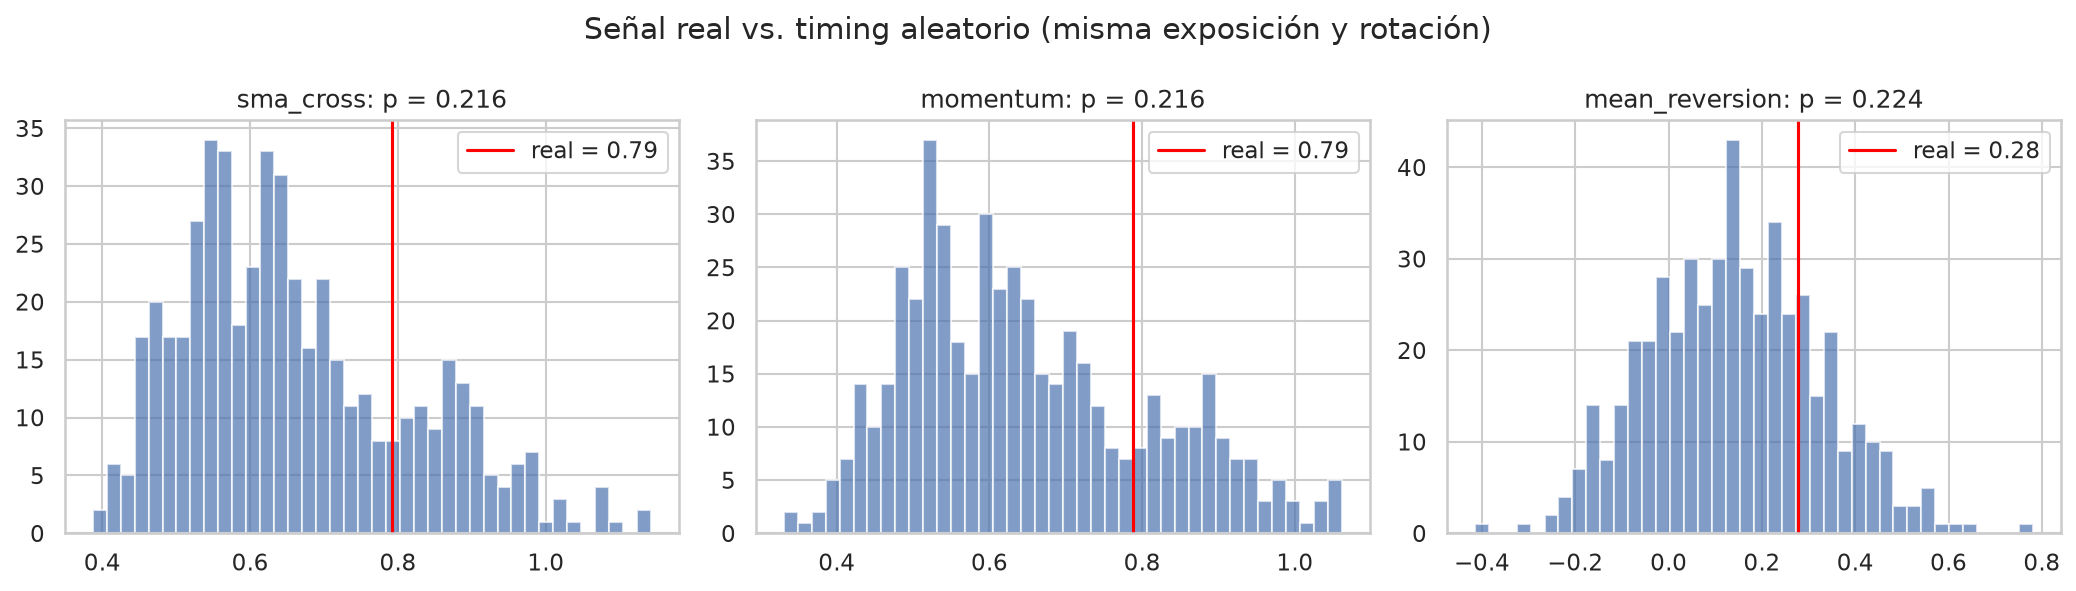 Señal real vs. timing aleatorio (misma exposición y rotación)
sma_cross: p = 0.216
real = 0.79
35
30
25
20
15
10
5
0
0.4 0.6 0.8 1.0
momentum: p = 0.216
real = 0.79
35
30
25
20
15
10
5
0
0.4 0.6 0.8 1.0
mean_reversion: p = 0.224
real = 0.28
40
30
20
10
0
−0.4 −0.2 0.0 0.2 0.4 0.6 0.8